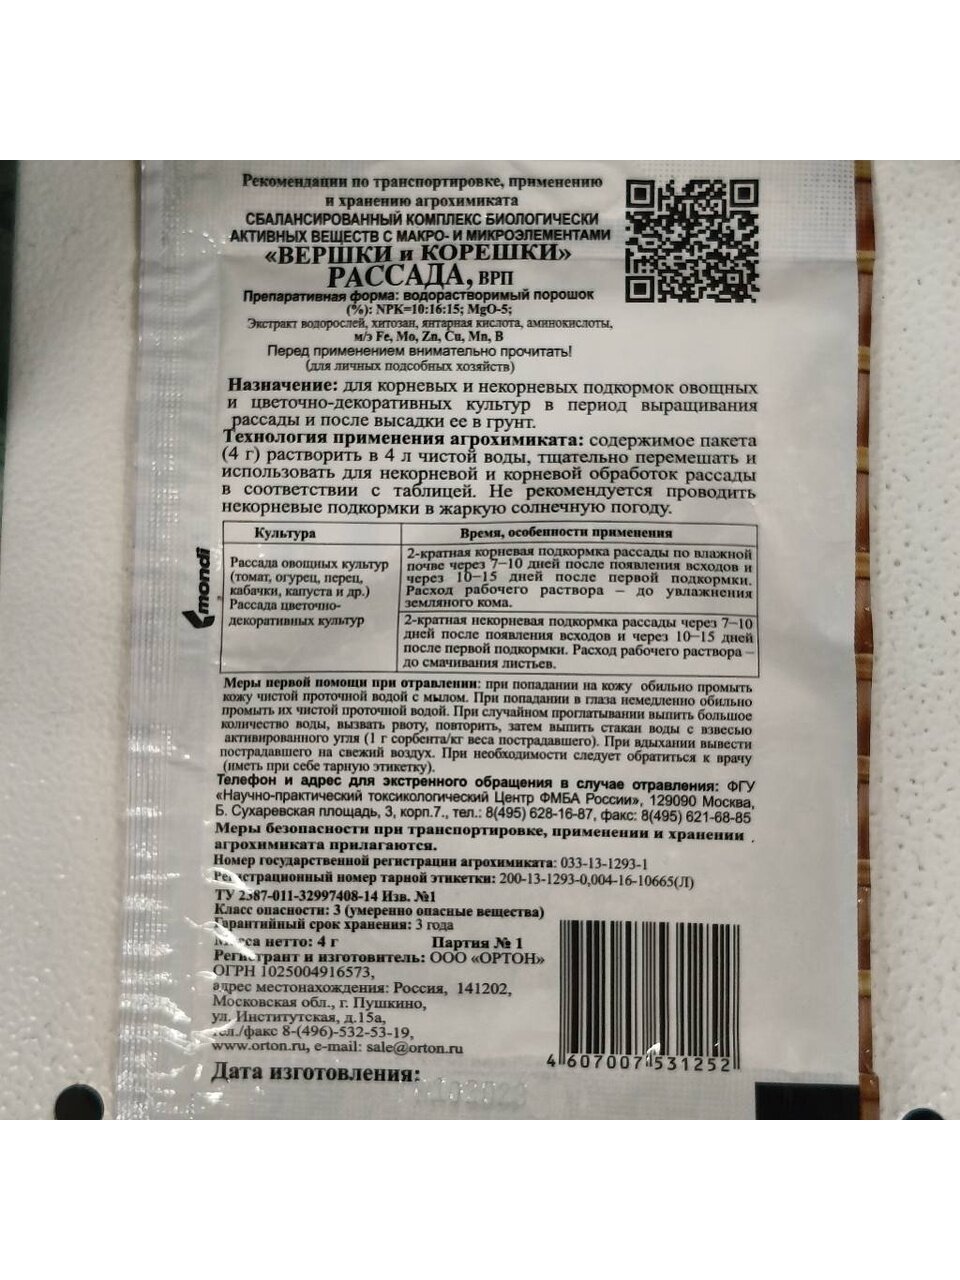 Рекомендации по транспортировке, применению
и хранению агрохимиката
СБАЛАНСИРОВАННЫЙ КОМПЛЕКС БИОЛОГИЧЕСКИ
АКТИВНЫХ ВЕЩЕСТВ С МАКРО- И МИКРОЭЛЕМЕНТАМИ
«ВЕРШКИ и КОРЕШКИ»
РАССАДА, ВРП
Препаративная форма: водорастворимый порошок
(%): NPK=10:16:15; MgO-5;
Экстракт водорослей, хитозан, янтарная кислота, аминокислоты,
м/э Fe, Mo, Zn, Cu, Mn, B
Перед применением внимательно прочитать!
(для личных подсобных хозяйств)
Назначение: для корневых и некорневых подкормок овощных
и цветочно-декоративных культур в период выращивания
рассады и после высадки ее в грунт.
Технология применения агрохимиката: содержимое пакета
(4 г) растворить в 4 л чистой воды, тщательно перемешать и
использовать для некорневой и корневой обработок рассады
в соответствии с таблицей. Не рекомендуется проводить
некорневые подкормки в жаркую солнечную погоду.
Культура
Время, особенности применения
Рассада овощных культур
(томат, огурец, перец,
кабачки, капуста и др.)
Рассада цветочно-
декоративных культур
2-кратная корневая подкормка рассады по влажной
почве через 7–10 дней после появления всходов и
через 10–15 дней после первой подкормки.
Расход рабочего раствора – до увлажнения
земляного кома.
2-кратная некорневая подкормка рассады через 7–10
дней после появления всходов и через 10–15 дней
после первой подкормки. Расход рабочего раствора –
до смачивания листьев.
mondi
Меры первой помощи при отравлении: при попадании на кожу обильно промыть
кожу чистой проточной водой с мылом. При попадании в глаза немедленно обильно
промыть их чистой проточной водой. При случайном проглатывании выпить большое
количество воды, вызвать рвоту, повторить, затем выпить стакан воды с взвесью
активированного угля (1 г сорбента/кг веса пострадавшего). При вдыхании вывести
пострадавшего на свежий воздух. При необходимости следует обратиться к врачу
(иметь при себе тарную этикетку).
Телефон и адрес для экстренного обращения в случае отравления: ФГУ
«Научно-практический токсикологический Центр ФМБА России», 129090 Москва,
Б. Сухаревская площадь, 3, корп.7., тел.: 8(495) 628-16-87, факс: 8(495) 621-68-85
Меры безопасности при транспортировке, применении и хранении
агрохимиката прилагаются.
Номер государственной регистрации агрохимиката: 033-13-1293-1
Регистрационный номер тарной этикетки: 200-13-1293-0,004-16-10665(Л)
ТУ 2387-011-32997408-14 Изв. №1
Класс опасности: 3 (умеренно опасные вещества)
Гарантийный срок хранения: 3 года
Масса нетто: 4 г Партия № 1
Регистрант и изготовитель: ООО «ОРТОН»
ОГРН 1025004916573,
адрес местонахождения: Россия, 141202,
Московская обл., г. Пушкино,
ул. Институтская, д.15а,
тел./факс 8-(496)-532-53-19,
www.orton.ru, e-mail: sale@orton.ru
Дата изготовления:
4 607007 531252